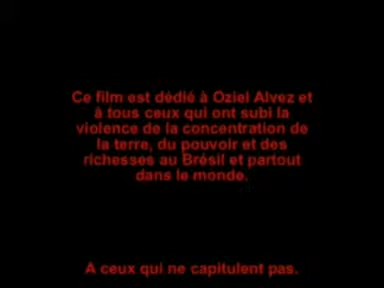 Ce film est dédié à Oziel Alvez et
à tous ceux qui ont subi la
violence de la concentration de
la terre, du pouvoir et des
richesses au Brésil et partout
dans le monde.
A ceux qui ne capitulent pas.